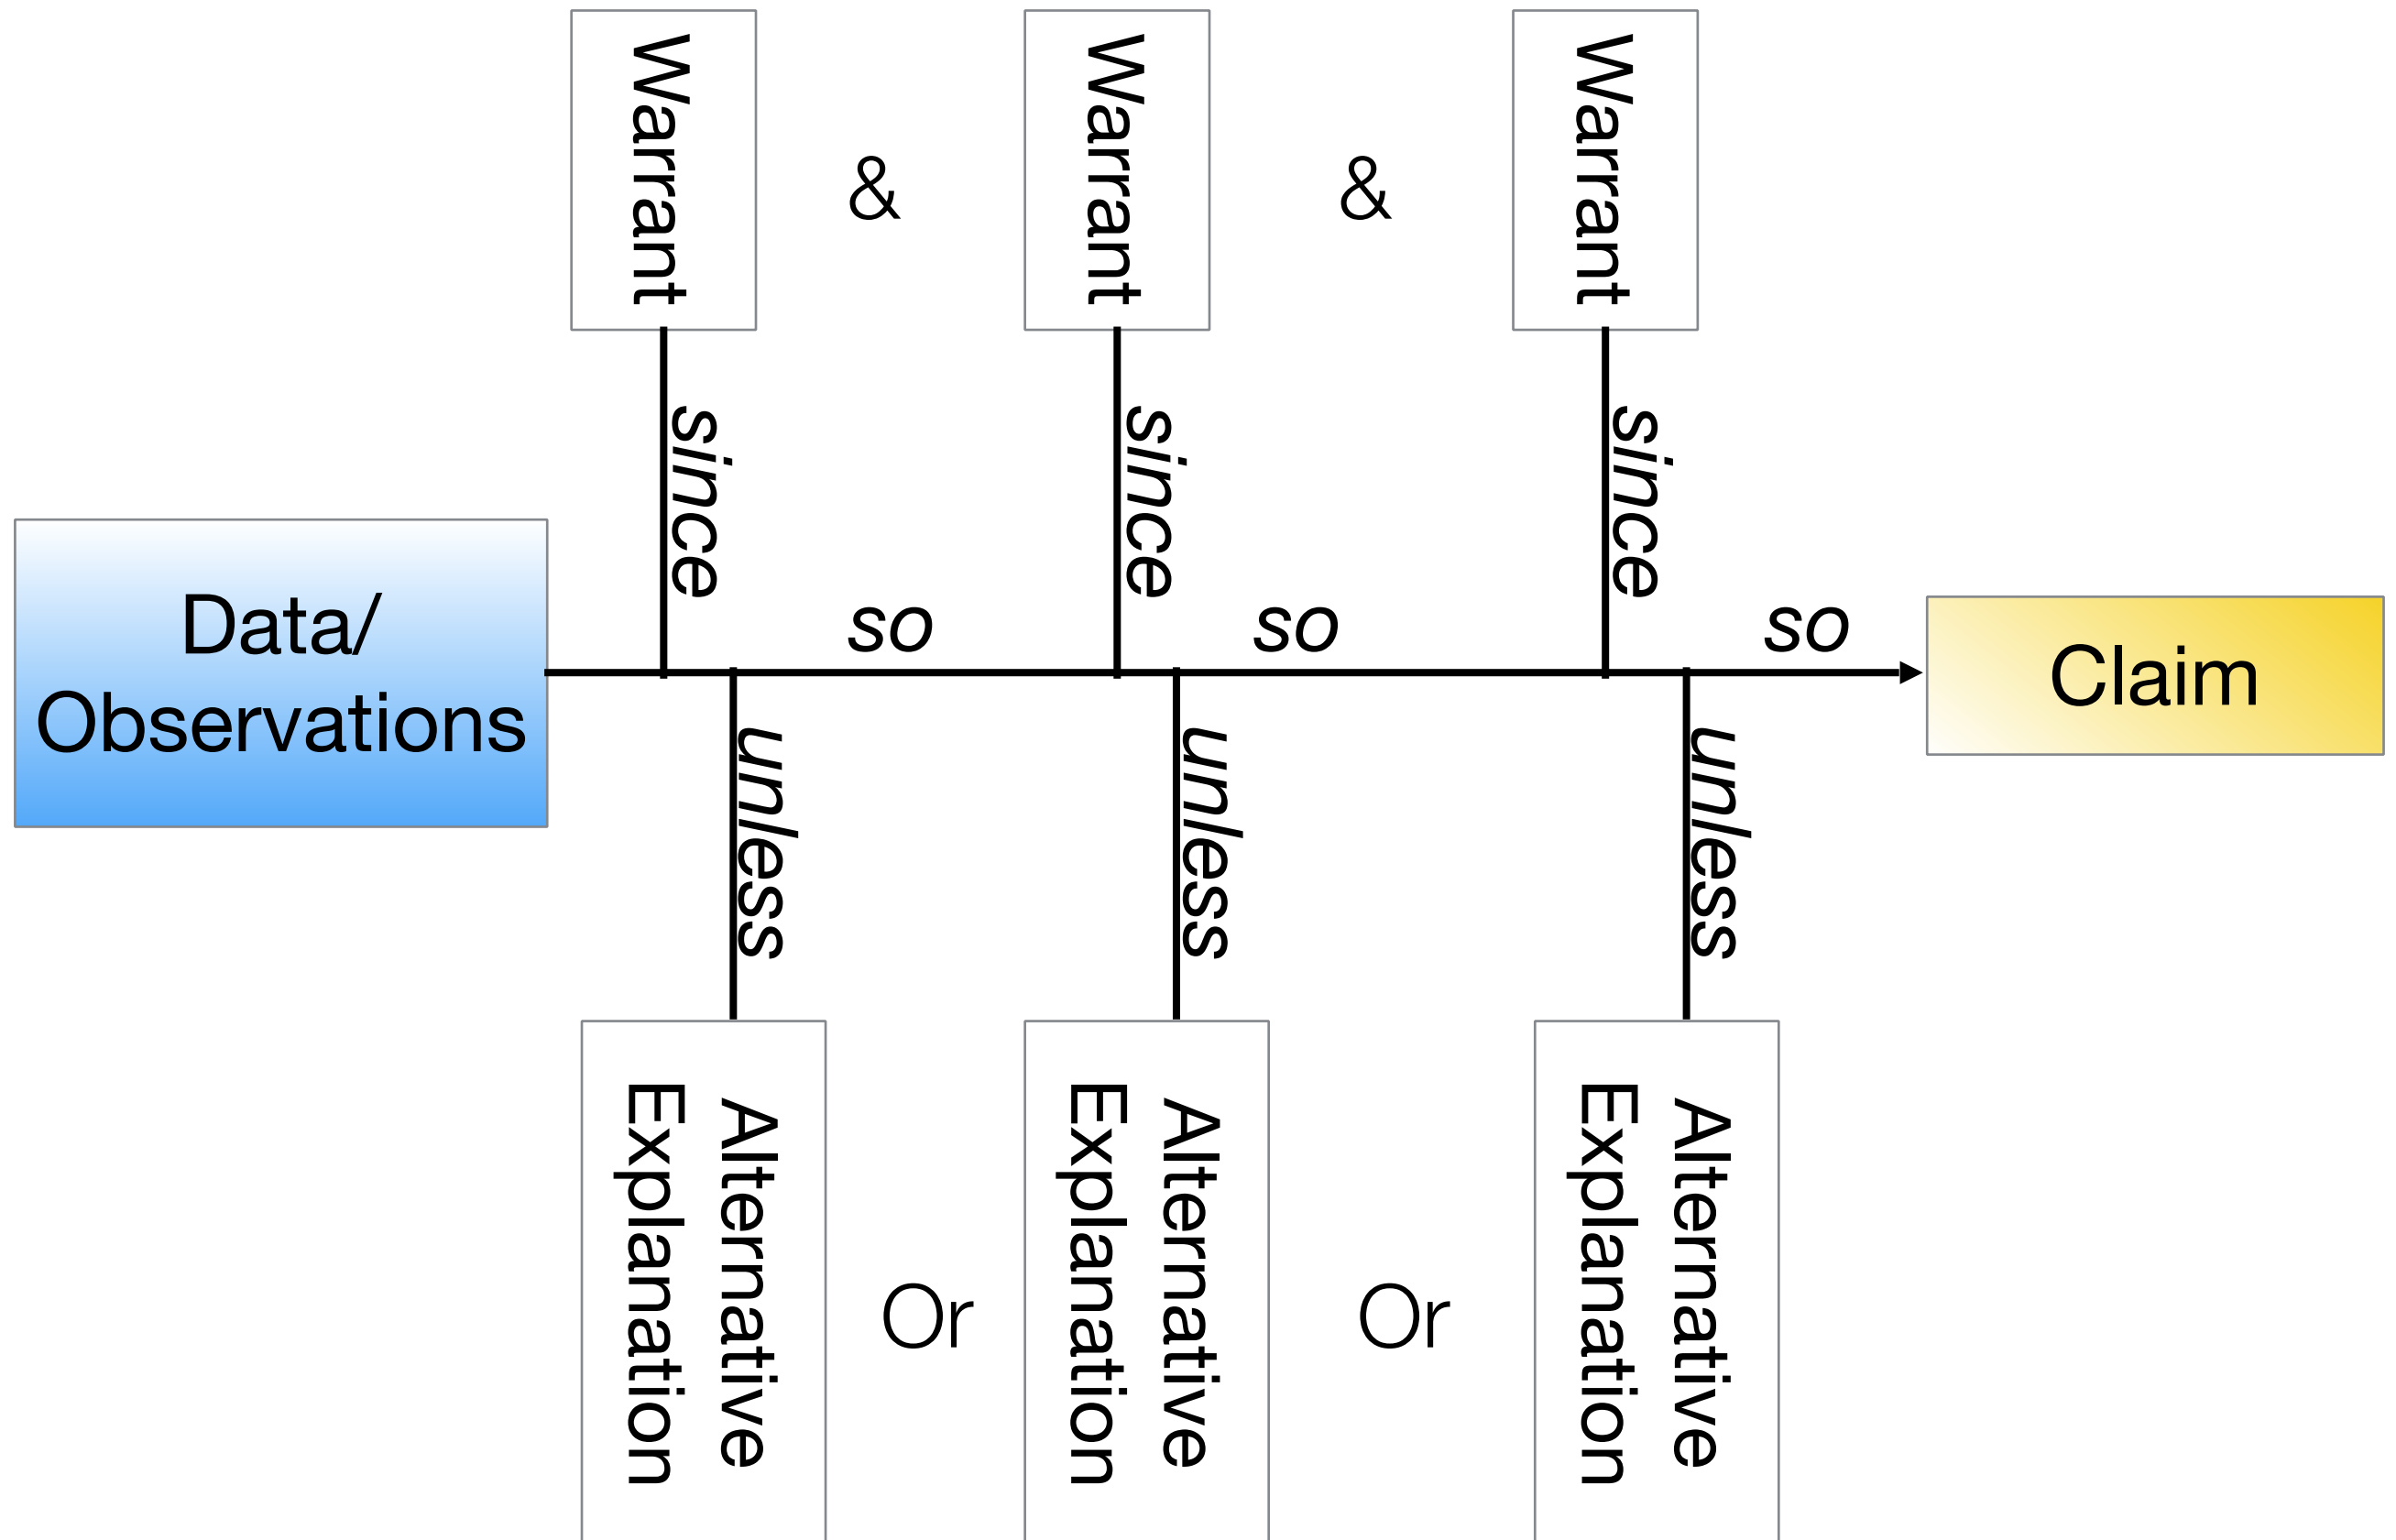 Warrant
&
Warrant
&
Warrant
since
since
since
Data/
Observations
so
so
so
Claim
unless
unless
unless
Alternative
Explanation
Or
Alternative
Explanation
Or
Alternative
Explanation